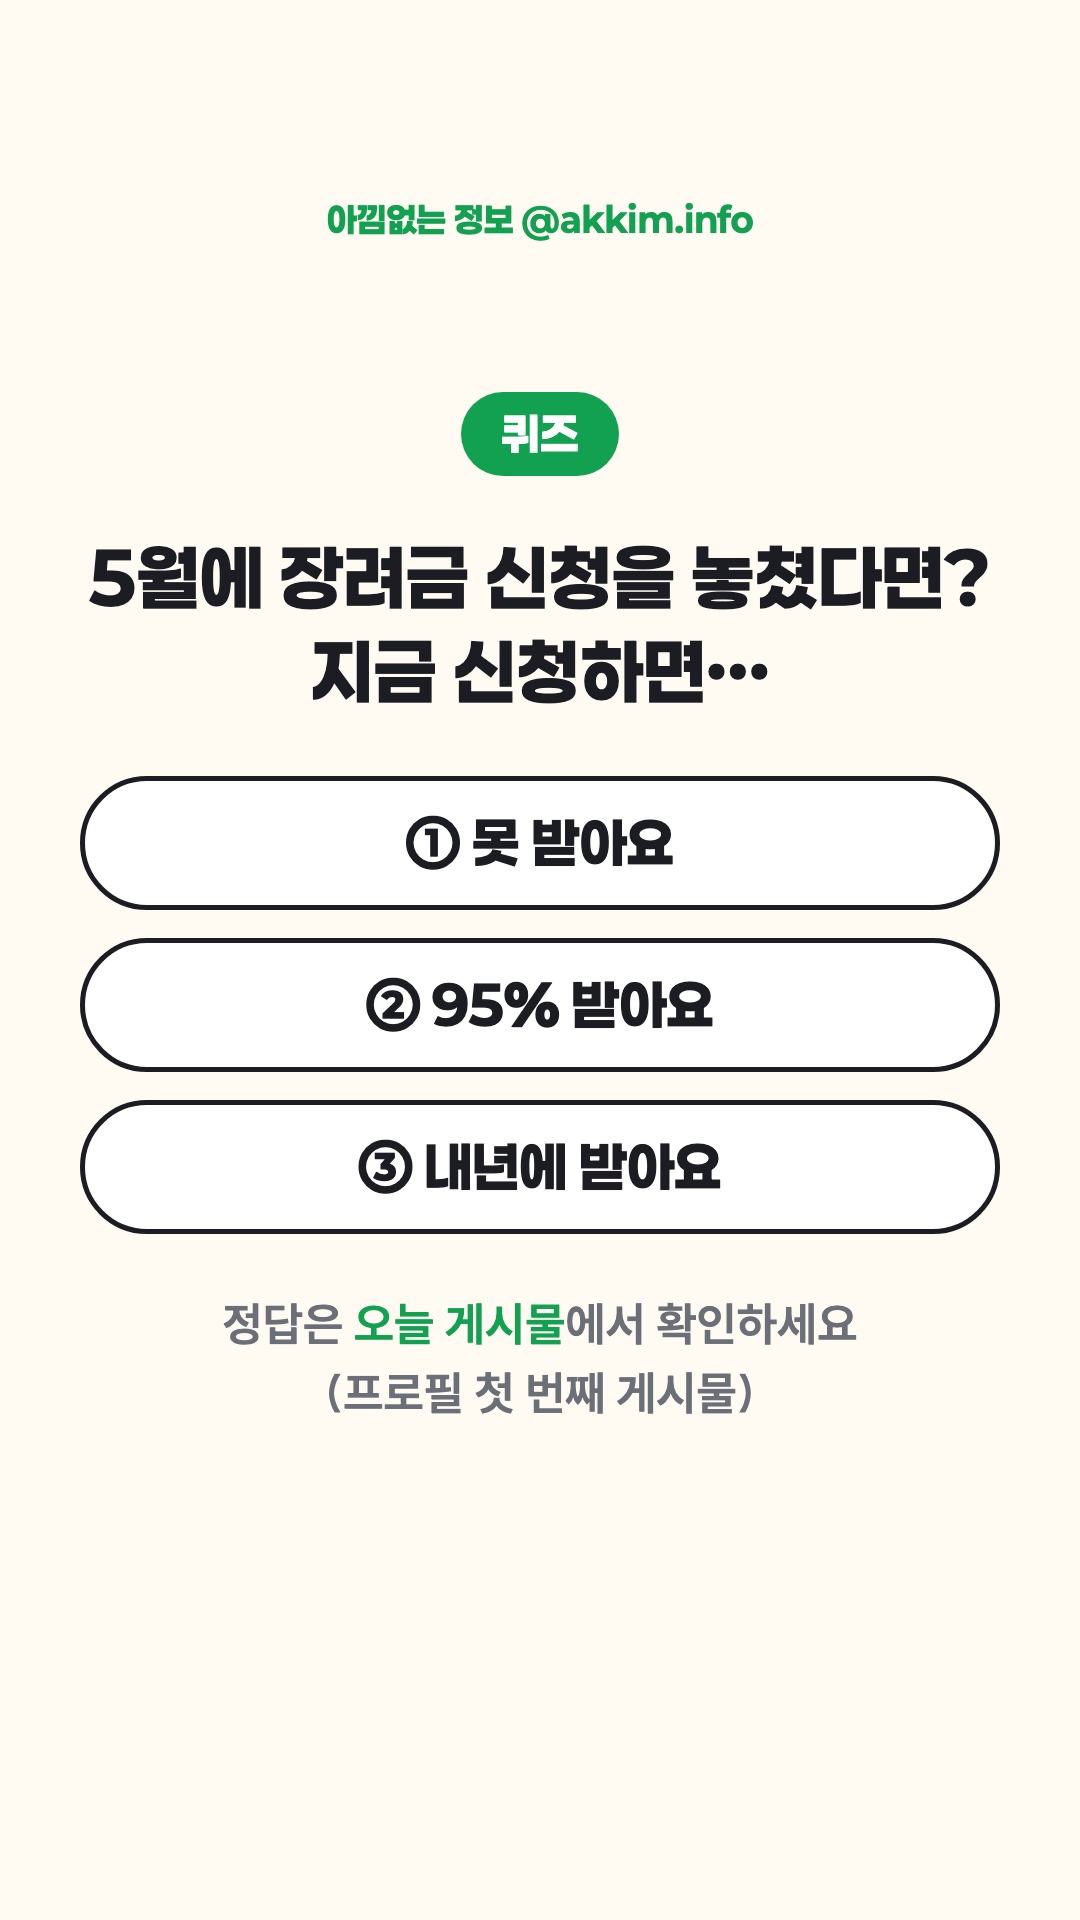 아낌없는 정보 @akkim.info
퀴즈
5월에 장려금 신청을 놓쳤다면?
지금 신청하면…
① 못 받아요
② 95% 받아요
③ 내년에 받아요
정답은 오늘 게시물에서 확인하세요
(프로필 첫 번째 게시물)